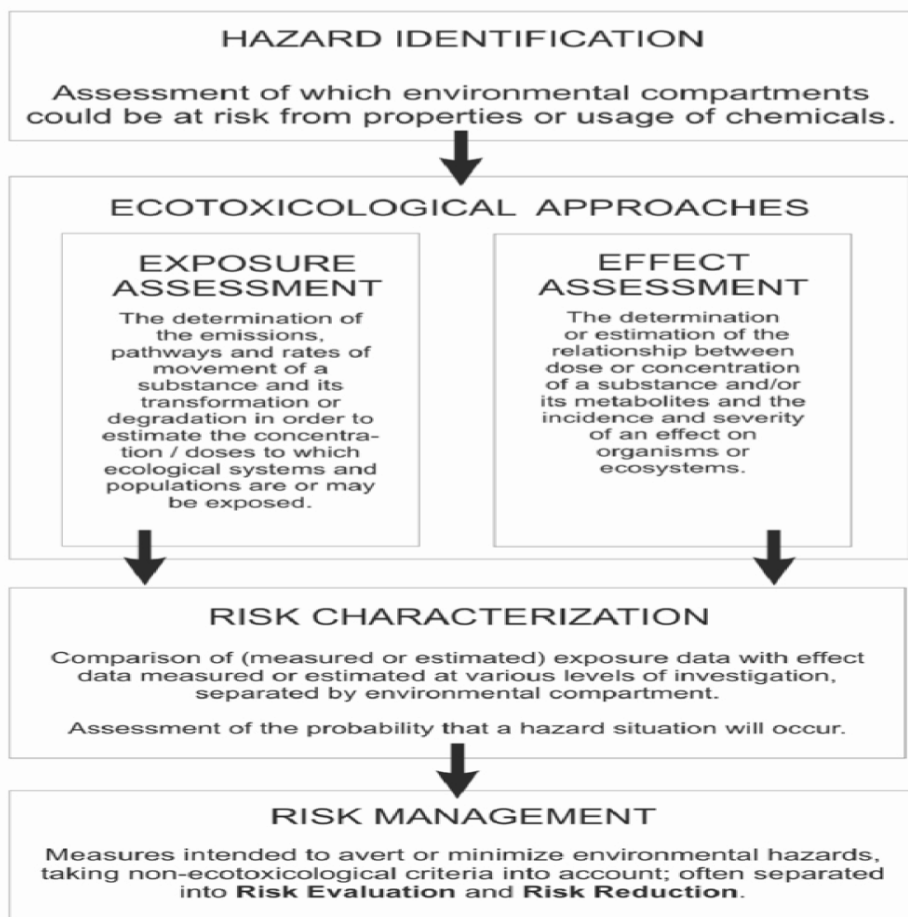 HAZARD IDENTIFICATION
Assessment of which environmental compartments
could be at risk from properties or usage of chemicals.
ECOTOXICOLOGICAL APPROACHES
EXPOSURE
ASSESSMENT
The determination of
the emissions,
pathways and rates of
movement of a
substance and its
transformation or
degradation in order to
estimate the concentra-
tion / doses to which
ecological systems and
populations are or may
be exposed.
EFFECT
ASSESSMENT
The determination
or estimation of the
relationship between
dose or concentration
of a substance and/or
its metabolites and the
incidence and severity
of an effect on
organisms or
ecosystems.
RISK CHARACTERIZATION
Comparison of (measured or estimated) exposure data with effect
data measured or estimated at various levels of investigation,
separated by environmental compartment.
Assessment of the probability that a hazard situation will occur.
RISK MANAGEMENT
Measures intended to avert or minimize environmental hazards,
taking non-ecotoxicological criteria into account; often separated
into Risk Evaluation and Risk Reduction.